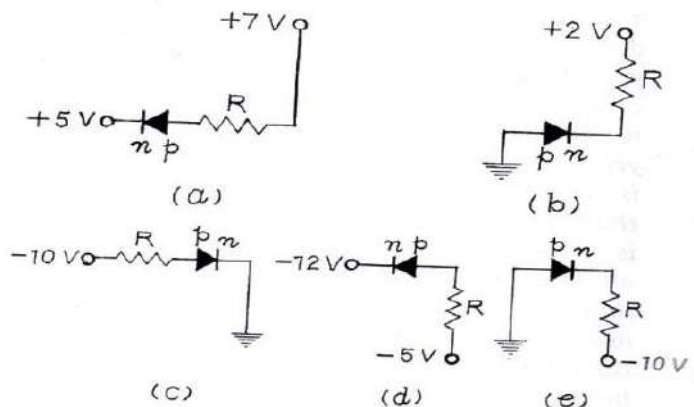 +7 V
+5 V
R
n p
(a)
+2 V
R
p n
(b)
-10 V
R
p n
(c)
-12 V
n p
R
-5 V
(d)
p n
R
-10 V
(e)